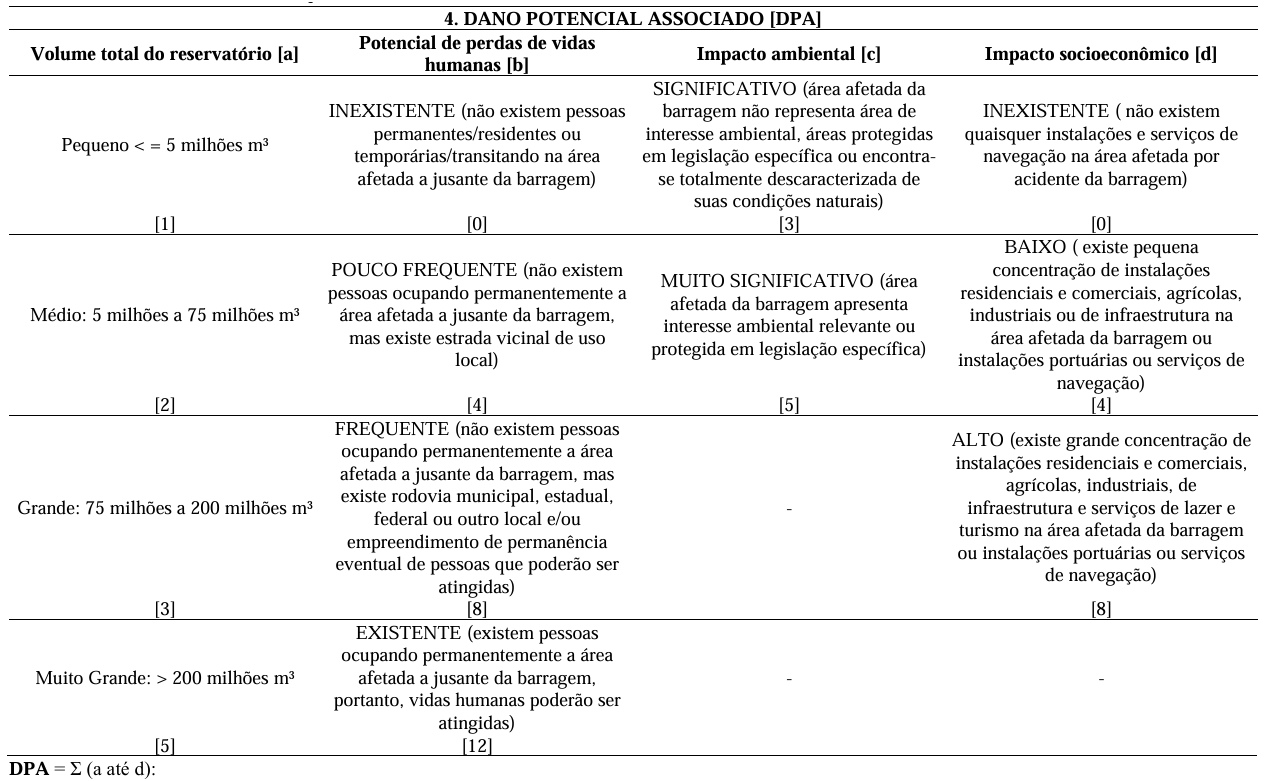 4. DANO POTENCIAL ASSOCIADO [DPA]
Volume total do reservatório [a]
Potencial de perdas de vidas
humanas [b]
Impacto ambiental [c]
Impacto socioeconômico [d]
Pequeno < = 5 milhões m³
[1]
INEXISTENTE (não existem pessoas
permanentes/residentes ou
temporárias/transitando na área
afetada a jusante da barragem)
[0]
SIGNIFICATIVO (área afetada da
barragem não representa área de
interesse ambiental, áreas protegidas
em legislação específica ou encontra-
se totalmente descaracterizada de
suas condições naturais)
[3]
INEXISTENTE ( não existem
quaisquer instalações e serviços de
navegação na área afetada por
acidente da barragem)
[0]
Médio: 5 milhões a 75 milhões m³
[2]
POUCO FREQUENTE (não existem
pessoas ocupando permanentemente a
área afetada a jusante da barragem,
mas existe estrada vicinal de uso
local)
[4]
MUITO SIGNIFICATIVO (área
afetada da barragem apresenta
interesse ambiental relevante ou
protegida em legislação específica)
[5]
BAIXO ( existe pequena
concentração de instalações
residenciais e comerciais, agrícolas,
industriais ou de infraestrutura na
área afetada da barragem ou
instalações portuárias ou serviços de
navegação)
[4]
Grande: 75 milhões a 200 milhões m³
[3]
FREQUENTE (não existem pessoas
ocupando permanentemente a área
afetada a jusante da barragem, mas
existe rodovia municipal, estadual,
federal ou outro local e/ou
empreendimento de permanência
eventual de pessoas que poderão ser
atingidas)
[8]
-
ALTO (existe grande concentração de
instalações residenciais e comerciais,
agrícolas, industriais, de
infraestrutura e serviços de lazer e
turismo na área afetada da barragem
ou instalações portuárias ou serviços
de navegação)
[8]
Muito Grande: > 200 milhões m³
[5]
EXISTENTE (existem pessoas
ocupando permanentemente a área
afetada a jusante da barragem,
portanto, vidas humanas poderão ser
atingidas)
[12]
-
-
DPA = Σ (a até d):